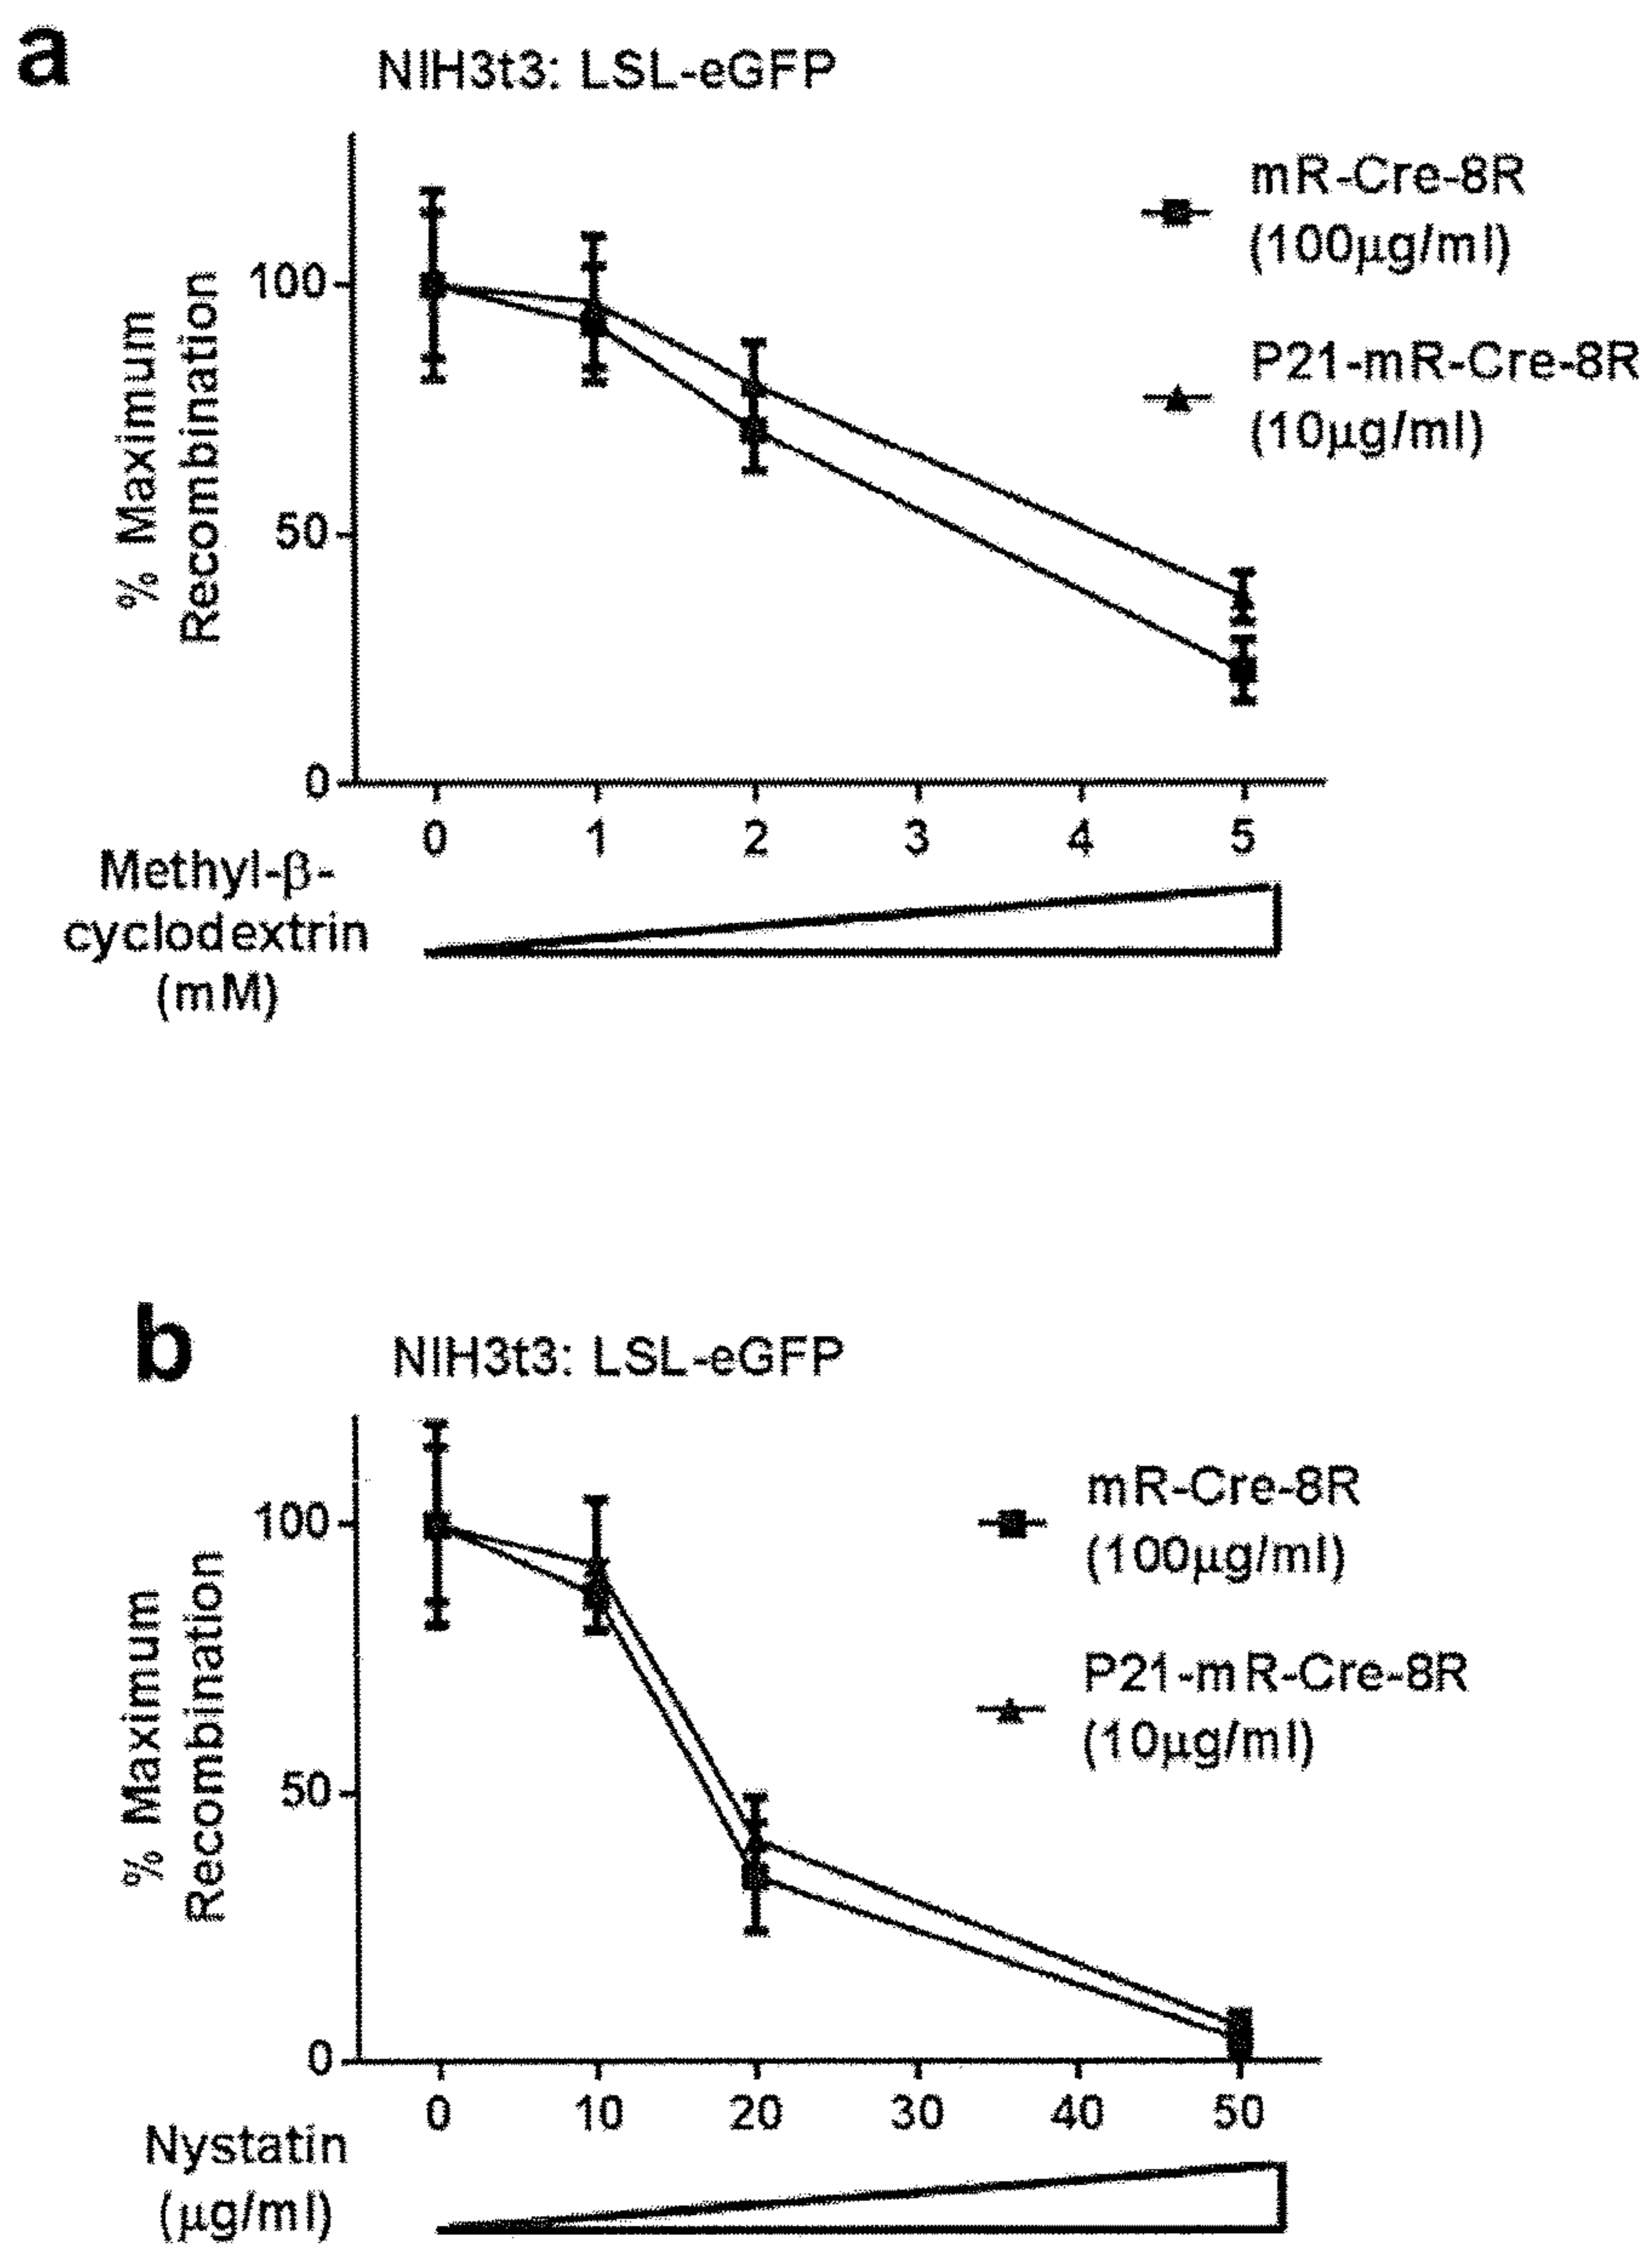 a
NIH3t3: LSL-eGFP
% Maximum
Recombination
100
50
0
mR-Cre-8R
(100µg/ml)
P21-mR-Cre-8R
(10µg/ml)
0 1 2 3 4 5
Methyl-β-
cyclodextrin
(mM)
b
NIH3t3: LSL-eGFP
% Maximum
Recombination
100
50
0
mR-Cre-8R
(100µg/ml)
P21-mR-Cre-8R
(10µg/ml)
0 10 20 30 40 50
Nystatin
(µg/ml)